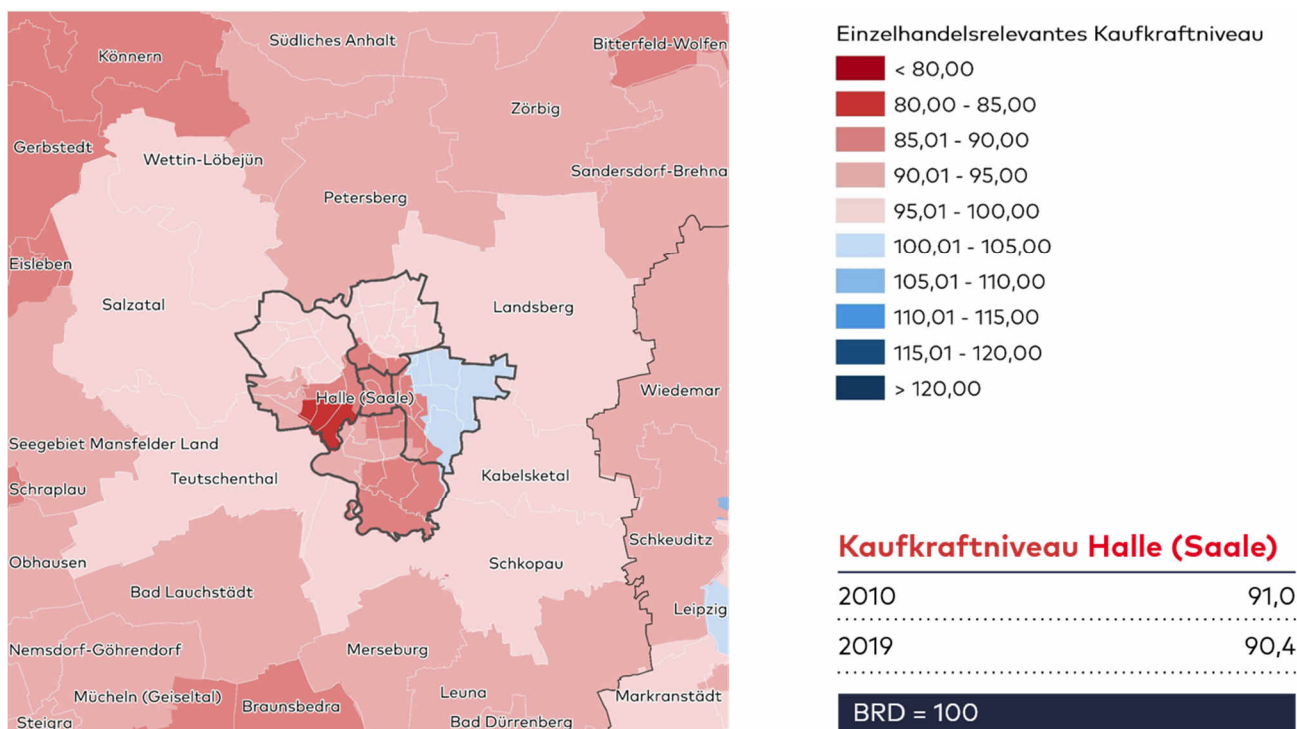 Südliches Anhalt
Bitterfeld-Wolfen
Könnern
Zörbig
Gerbstedt
Wettin-Löbejün
Sandersdorf-Brehna
Petersberg
Eisleben
Salzatal
Landsberg
Wiedemar
Halle (Saale)
Seegebiet Mansfelder Land
Teutschenthal
Kabelsketal
Schraplau
Schkeuditz
Obhausen
Schkopau
Bad Lauchstädt
Leipzig
Nemsdorf-Göhrendorf
Merseburg
Mücheln (Geiseltal)
Leuna
Markranstädt
Braunsbedra
Steigra
Bad Dürrenberg
Einzelhandelsrelevantes Kaufkraftniveau
< 80,00
80,00 - 85,00
85,01 - 90,00
90,01 - 95,00
95,01 - 100,00
100,01 - 105,00
105,01 - 110,00
110,01 - 115,00
115,01 - 120,00
> 120,00
Kaufkraftniveau Halle (Saale)
2010 91,0
2019 90,4
BRD = 100